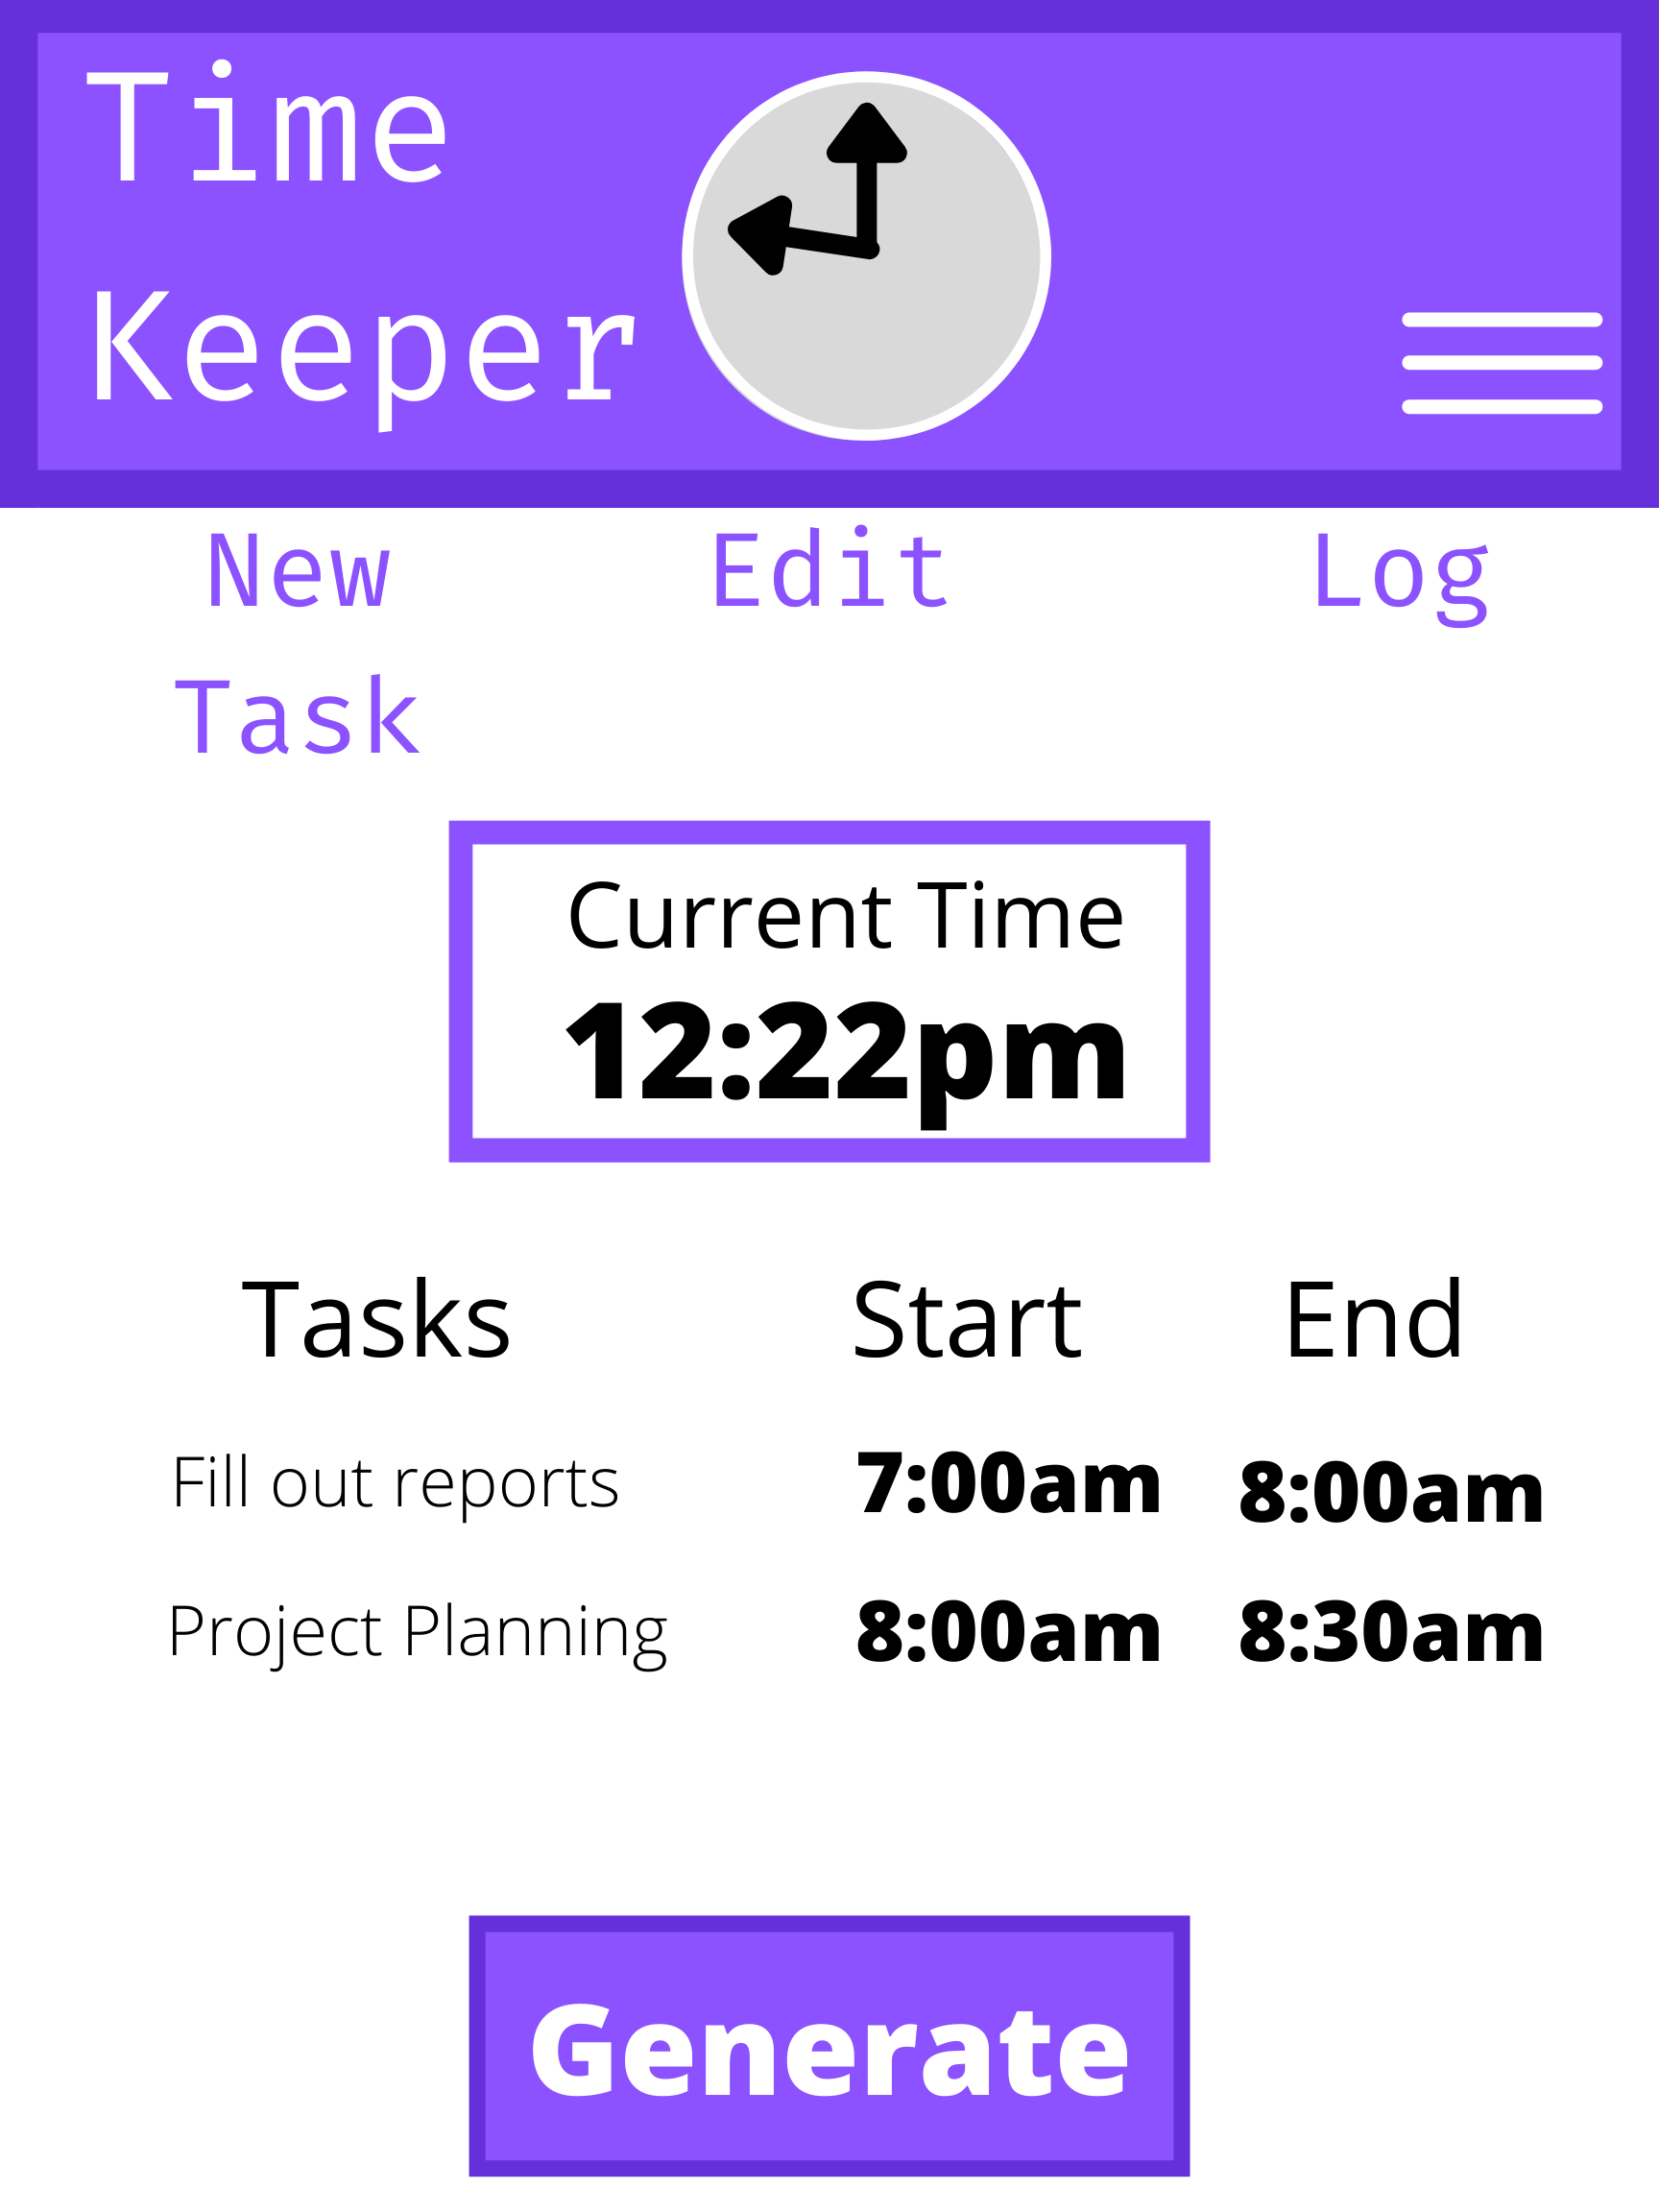 Time
Keeper
New Edit Log
Task
Current Time
12:22pm
Tasks Start End
Fill out reports 7:00am 8:00am
Project Planning 8:00am 8:30am
Generate